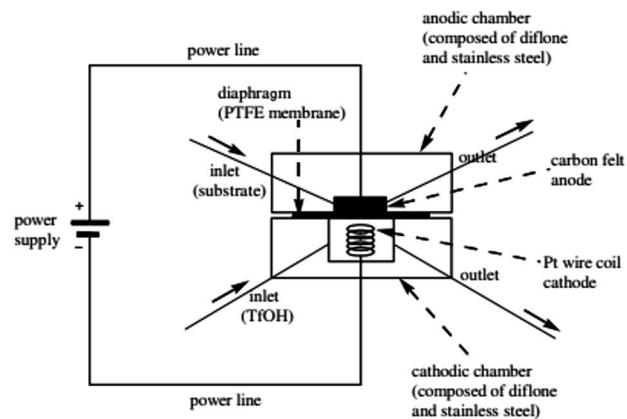 anodic chamber
(composed of diflone
and stainless steel)
power line
diaphragm
(PTFE membrane)
inlet
(substrate)
outlet
carbon felt
anode
+
power
supply
−
Pt wire coil
cathode
outlet
inlet
(TfOH)
cathodic chamber
(composed of diflone
and stainless steel)
power line